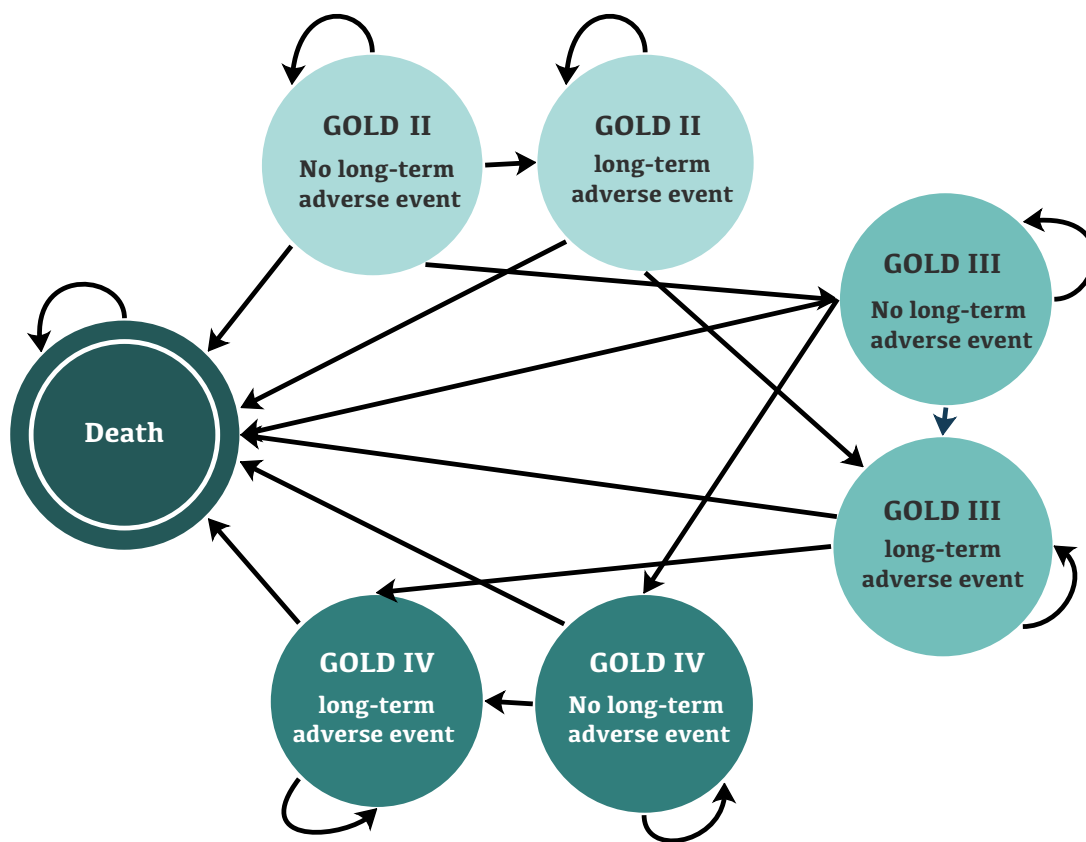 GOLD II
No long-term
adverse event
GOLD II
long-term
adverse event
GOLD III
No long-term
adverse event
Death
GOLD III
long-term
adverse event
GOLD IV
long-term
adverse event
GOLD IV
No long-term
adverse event